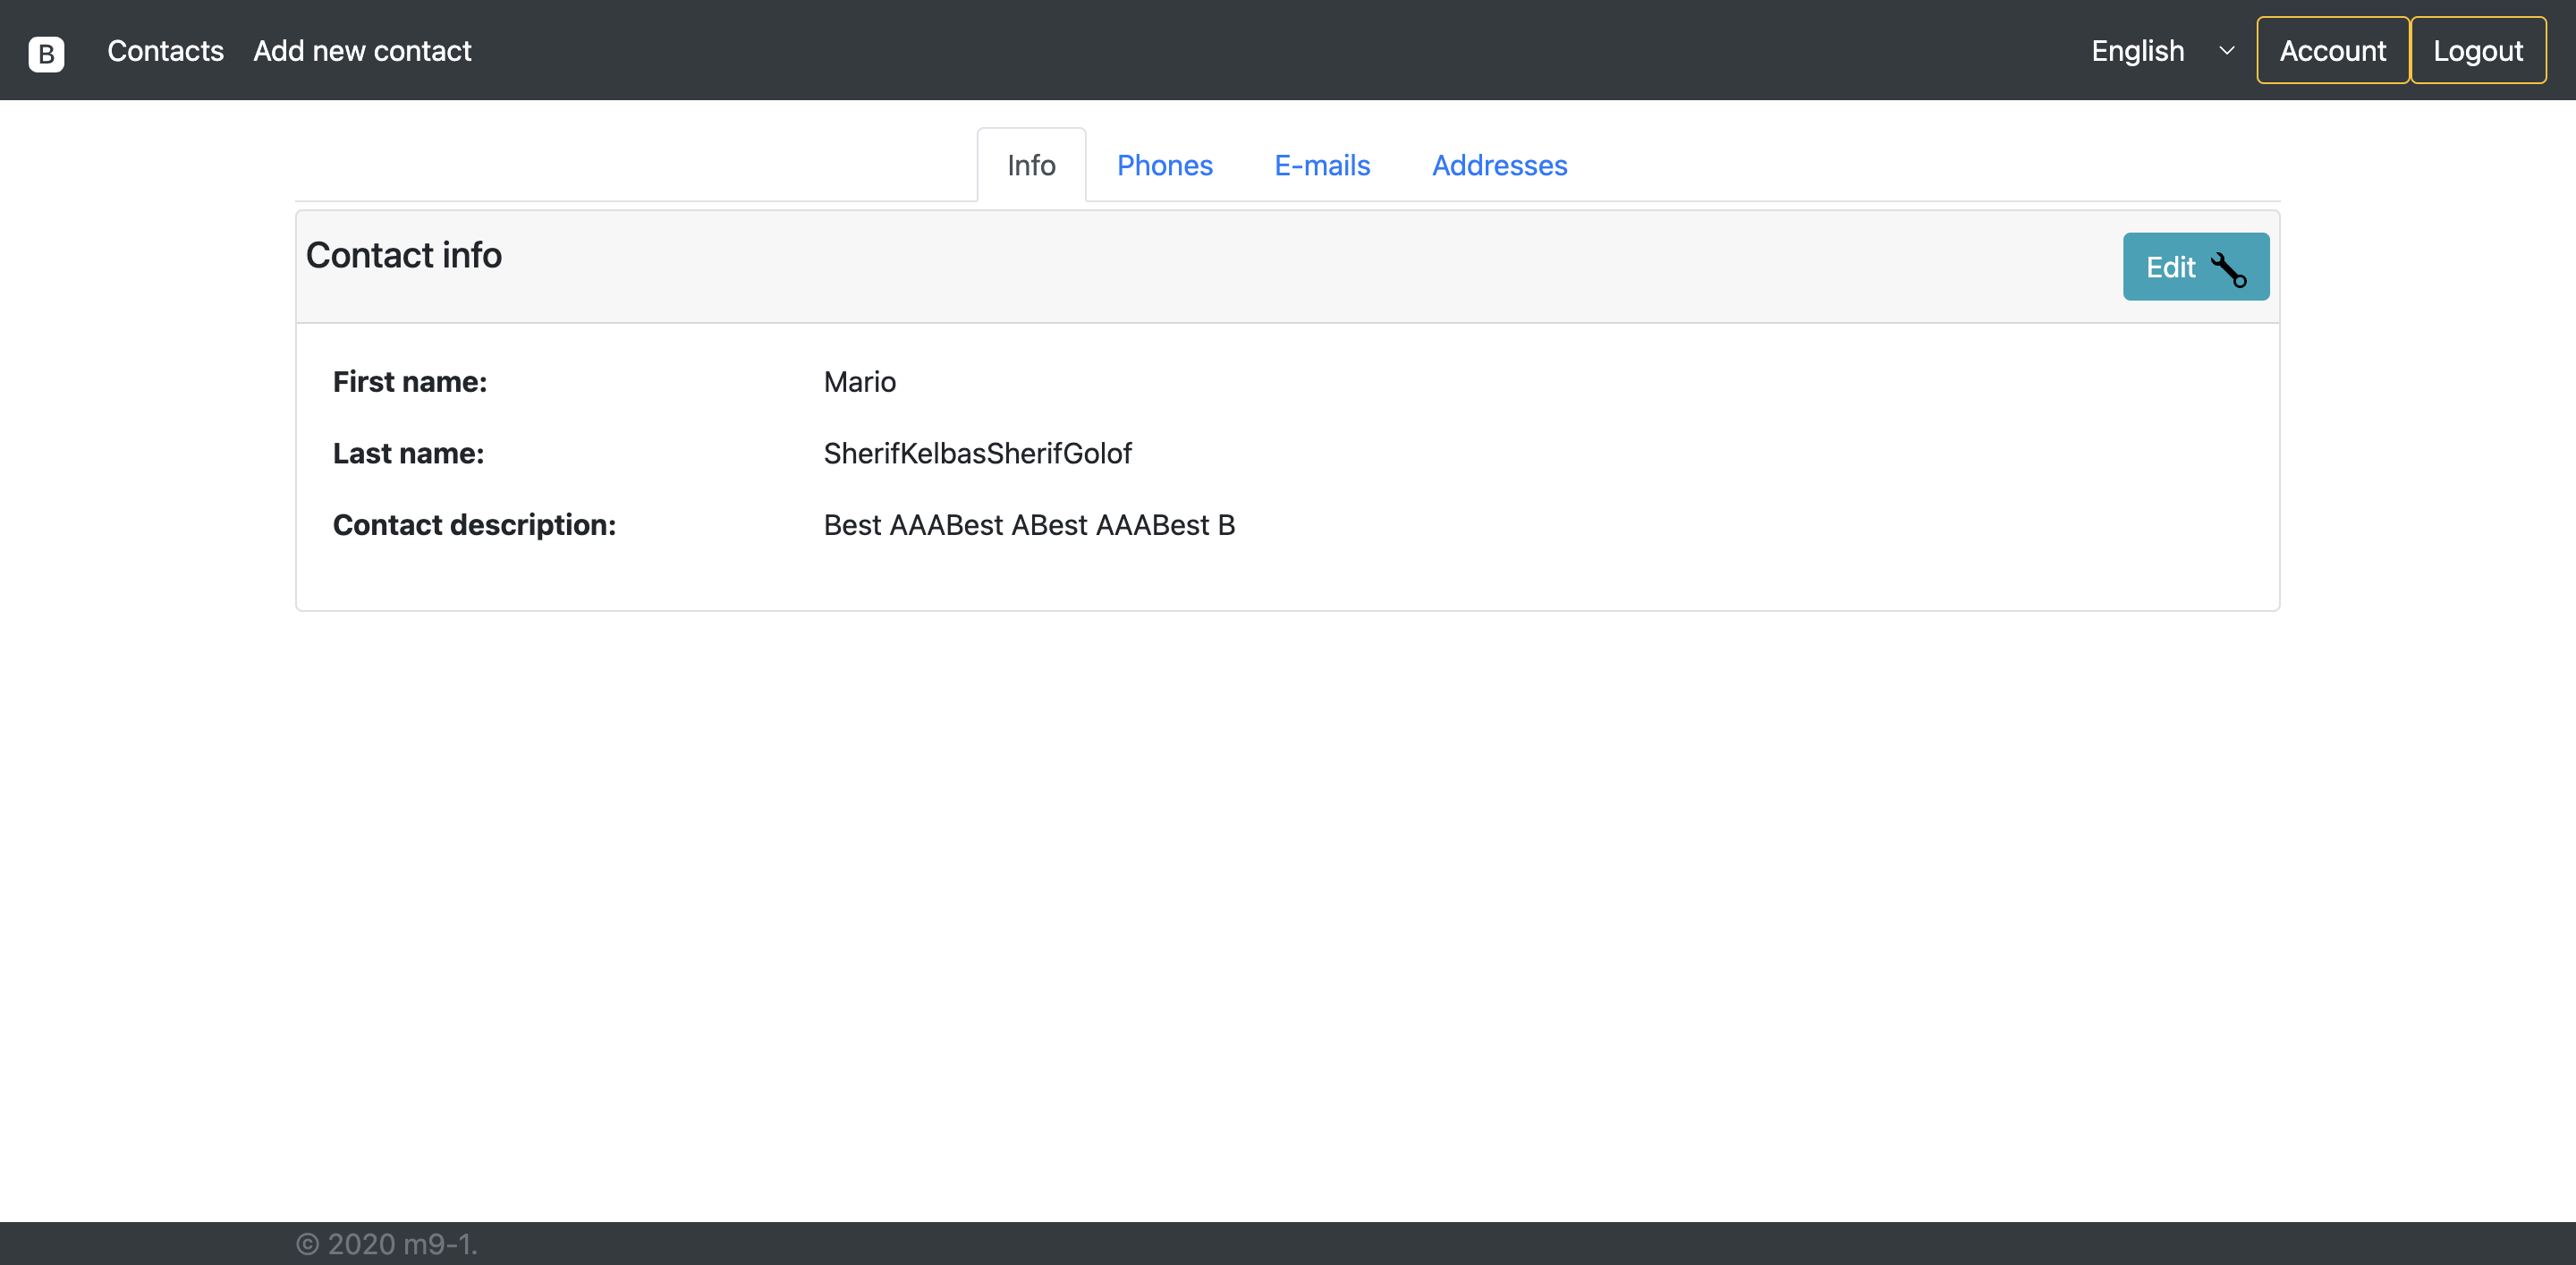 B Contacts Add new contact English Account Logout
Info Phones E-mails Addresses
Contact info Edit
First name: Mario
Last name: SherifKelbasSherifGolof
Contact description: Best AAABest ABest AAABest B
© 2020 m9-1.